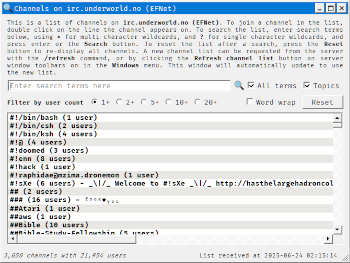 Channels on irc.underworld.no (EFNet)
This is a list of channels on irc.underworld.no (EFNet). To join a channel in the list,
double click on the line the channel appears on. To search the list, enter search terms
below, using * for multi-character wildcards, and ? for single character wildcards, and
press enter or the Search button. To reset the list after a search, press the Reset
button to re-display all channels. A new channel list can be requested from the server
with the /refresh command, or by clicking the Refresh channel list button on server
window toolbars on in the Windows menu. This window will automatically update to use
the new list.
Enter search terms here
All terms
Topics
Filter by user count
1+
2+
5+
10+
20+
Word wrap
Reset
#!/bin/bash (1 user)
#!/bin/csh (2 users)
#!/bin/ksh (4 users)
#!@ (4 users)
#!doomed (3 users)
#!enn (8 users)
#!hack (1 user)
#!raphidae@mzima.dronemon (1 user)
#!sXe (6 users) - _\|/_ Welcome to #!sXe _\|/_ http://hasthelargehadroncol
## (2 users)
### (16 users) -
##Atari (1 user)
##aws (1 user)
##Bible (10 users)
##Bible-Study-Fellowship (5 users)
3,650 channels with 21,954 users
List received at 2025-06-24 02:15:14